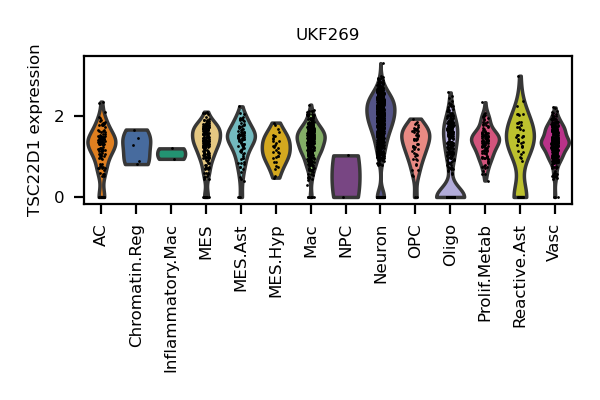 UKF269
TSC22D1 expression
2
0
AC
Chromatin.Reg
Inflammatory.Mac
MES
MES.Ast
MES.Hyp
Mac
NPC
Neuron
OPC
Oligo
Prolif.Metab
Reactive.Ast
Vasc